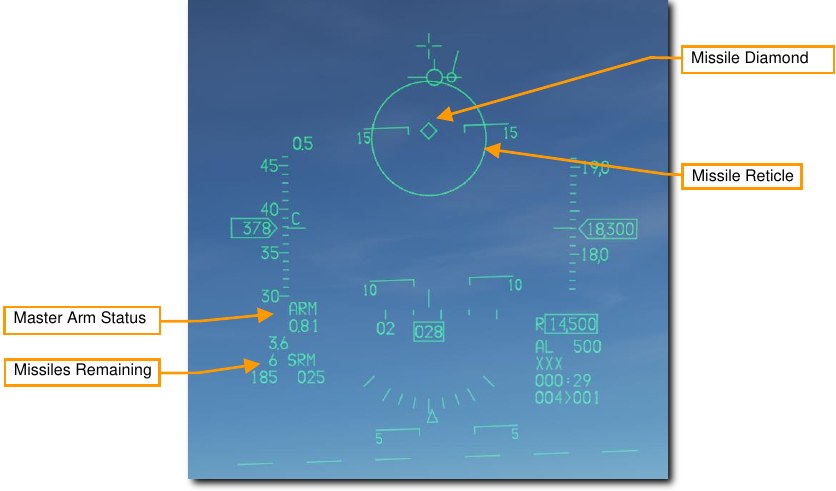 Missile Diamond
15 15
0.5
Missile Reticle
45
19,0
40
C
378
18,300
35
18,0
30
10 10
Master Arm Status
ARM
0.81
02 028
R 14,500
3.6
AL 500
Missiles Remaining
6 SRM
XXX
185 025
000:29
004>001
5 5